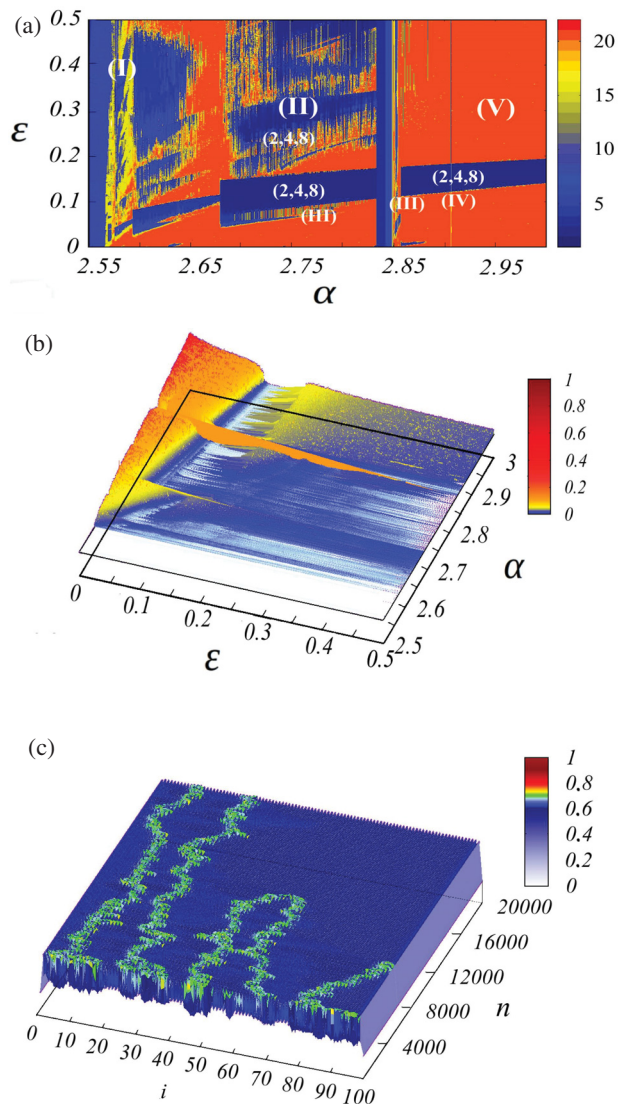 (a)
0.5
0.4
0.3
0.2
0.1
0
ε
(I)
(II)
(2,4,8)
(V)
(2,4,8)
(III)
(III)
(2,4,8)
(IV)
20
15
10
5
2.55 2.65 2.75 2.85 2.95
α
(b)
1
0.8
0.6
0.4
0.2
0
3
2.9
2.8
2.7
2.6
2.5
α
0 0.1 0.2 0.3 0.4 0.5
ε
(c)
1
0.8
0.6
0.4
0.2
0
20000
16000
12000
8000
4000
n
0 10 20 30 40 50 60 70 80 90 100
i